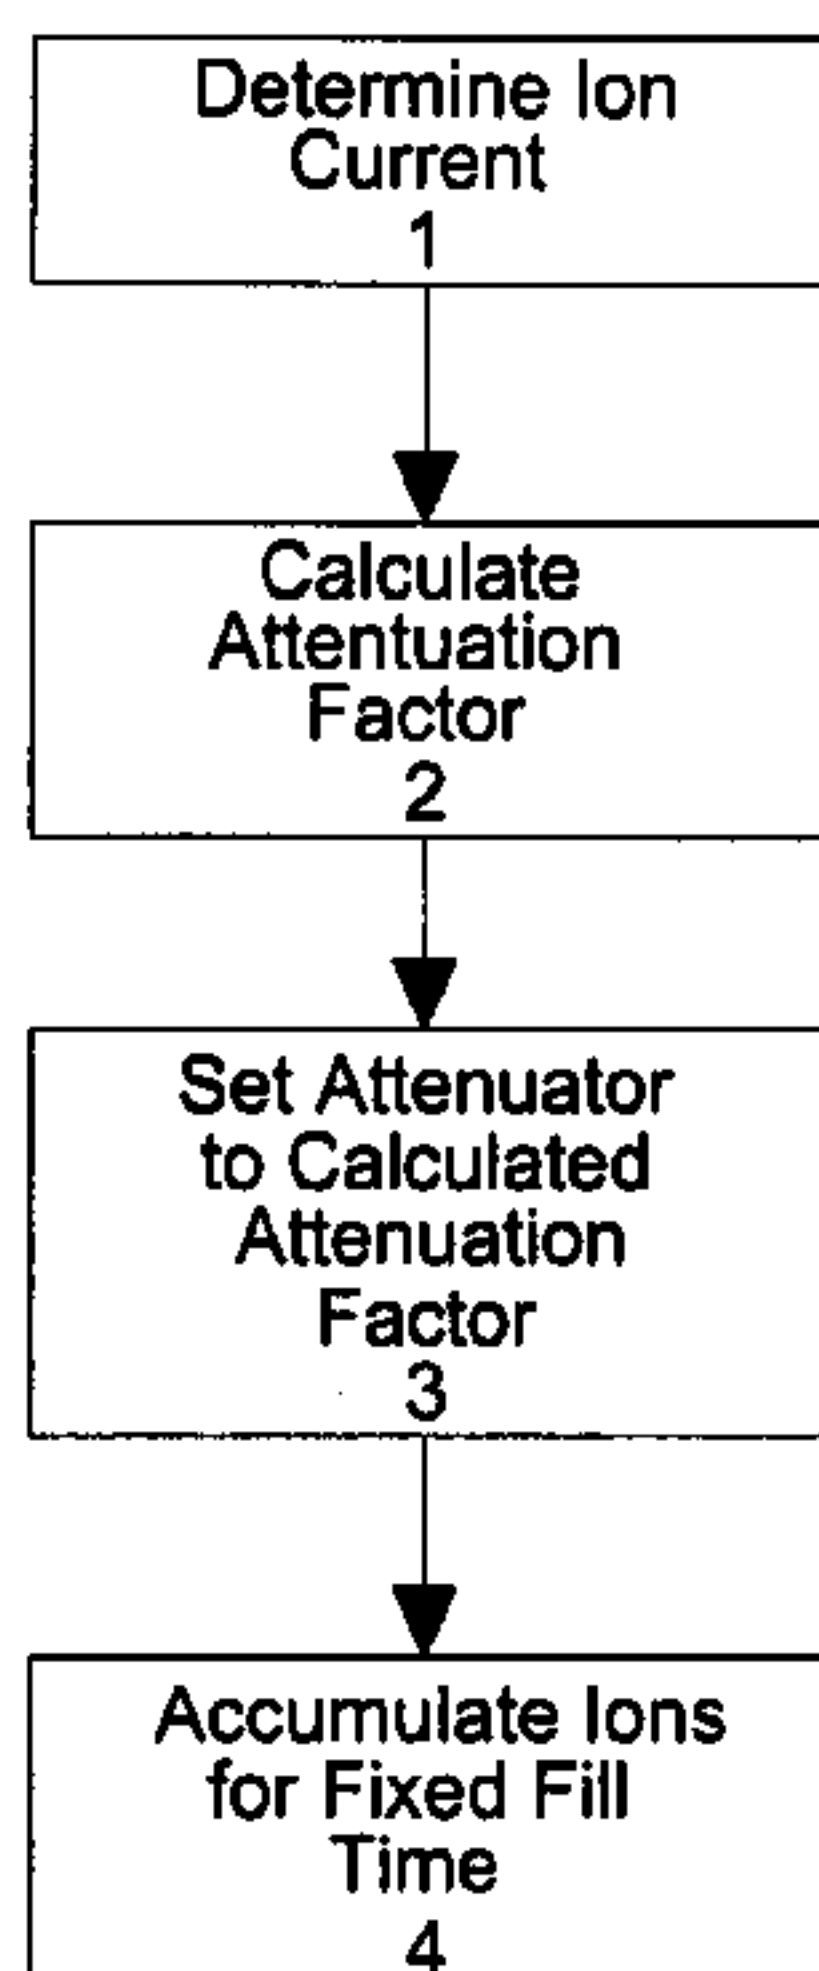 Determine Ion
Current
1
Calculate
Attentuation
Factor
2
Set Attenuator
to Calculated
Attenuation
Factor
3
Accumulate Ions
for Fixed Fill
Time
4